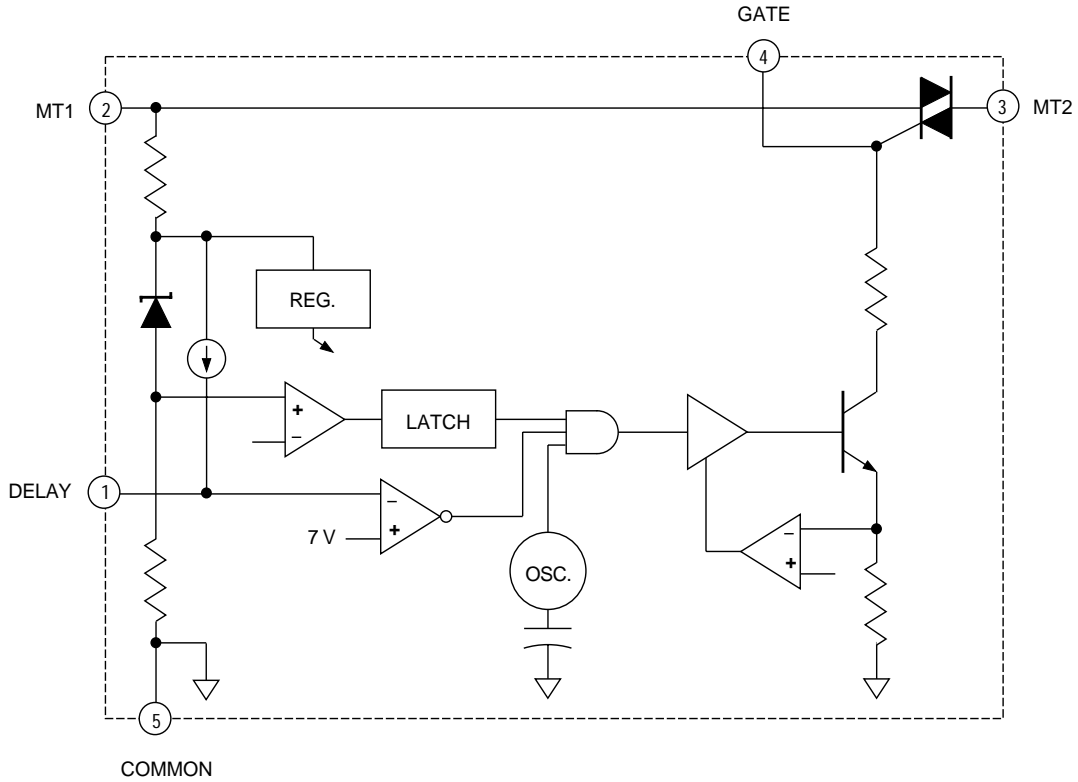 GATE
4
MT1
2
3
MT2
REG.
+
−
LATCH
DELAY
1
−
+
7 V
OSC.
−
+
5
COMMON